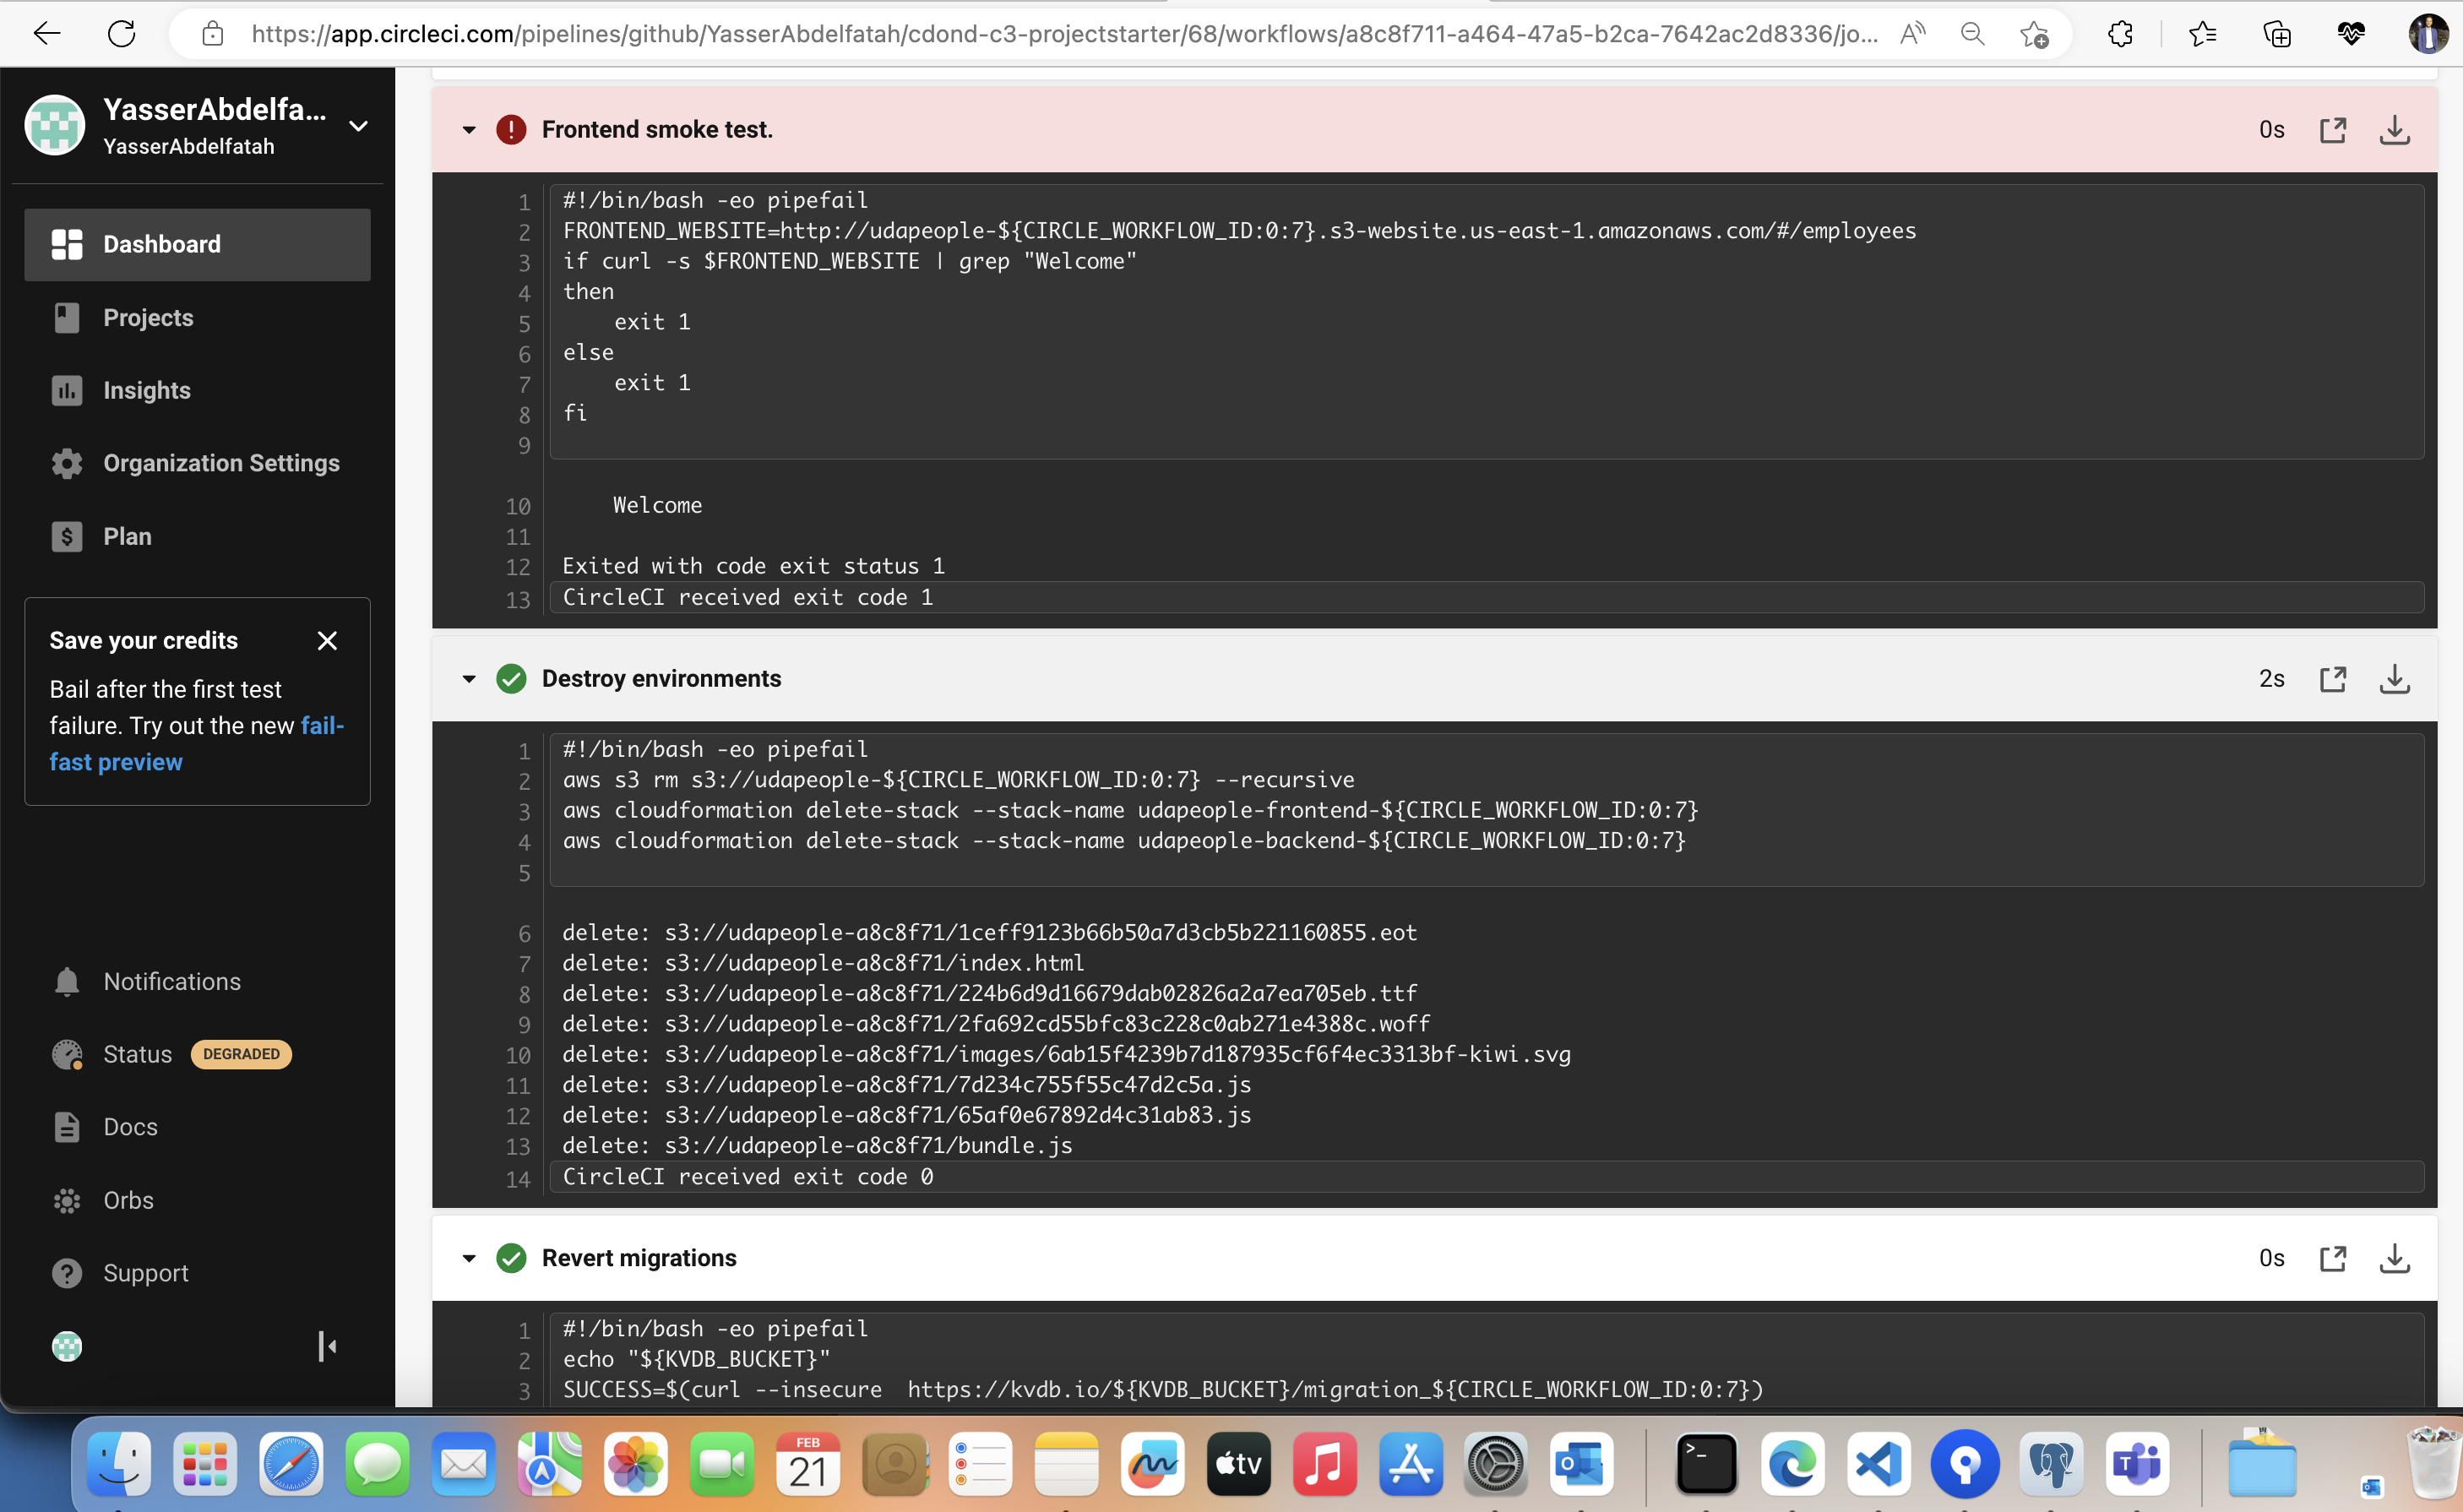 https://app.circleci.com/pipelines/github/YasserAbdelfatah/cdond-c3-projectstarter/68/workflows/a8c8f711-a464-47a5-b2ca-7642ac2d8336/jo...
YasserAbdelfa...
YasserAbdelfatah
Dashboard
Projects
Insights
Organization Settings
Plan
Save your credits
Bail after the first test
failure. Try out the new fail-
fast preview
Notifications
Status DEGRADED
Docs
Orbs
Support
Frontend smoke test. 0s
1 #!/bin/bash -eo pipefail
2 FRONTEND_WEBSITE=http://udapeople-${CIRCLE_WORKFLOW_ID:0:7}.s3-website.us-east-1.amazonaws.com/#/employees
3 if curl -s $FRONTEND_WEBSITE | grep "Welcome"
4 then
5 exit 1
6 else
7 exit 1
8 fi
9
10 Welcome
11
12 Exited with code exit status 1
13 CircleCI received exit code 1
Destroy environments 2s
1 #!/bin/bash -eo pipefail
2 aws s3 rm s3://udapeople-${CIRCLE_WORKFLOW_ID:0:7} --recursive
3 aws cloudformation delete-stack --stack-name udapeople-frontend-${CIRCLE_WORKFLOW_ID:0:7}
4 aws cloudformation delete-stack --stack-name udapeople-backend-${CIRCLE_WORKFLOW_ID:0:7}
5
6 delete: s3://udapeople-a8c8f71/1ceff9123b66b50a7d3cb5b221160855.eot
7 delete: s3://udapeople-a8c8f71/index.html
8 delete: s3://udapeople-a8c8f71/224b6d9d16679dab02826a2a7ea705eb.ttf
9 delete: s3://udapeople-a8c8f71/2fa692cd55bfc83c228c0ab271e4388c.woff
10 delete: s3://udapeople-a8c8f71/images/6ab15f4239b7d187935cf6f4ec3313bf-kiwi.svg
11 delete: s3://udapeople-a8c8f71/7d234c755f55c47d2c5a.js
12 delete: s3://udapeople-a8c8f71/65af0e67892d4c31ab83.js
13 delete: s3://udapeople-a8c8f71/bundle.js
14 CircleCI received exit code 0
Revert migrations 0s
1 #!/bin/bash -eo pipefail
2 echo "${KVDB_BUCKET}"
3 SUCCESS=$(curl --insecure  https://kvdb.io/${KVDB_BUCKET}/migration_${CIRCLE_WORKFLOW_ID:0:7})
FEB
21
tv